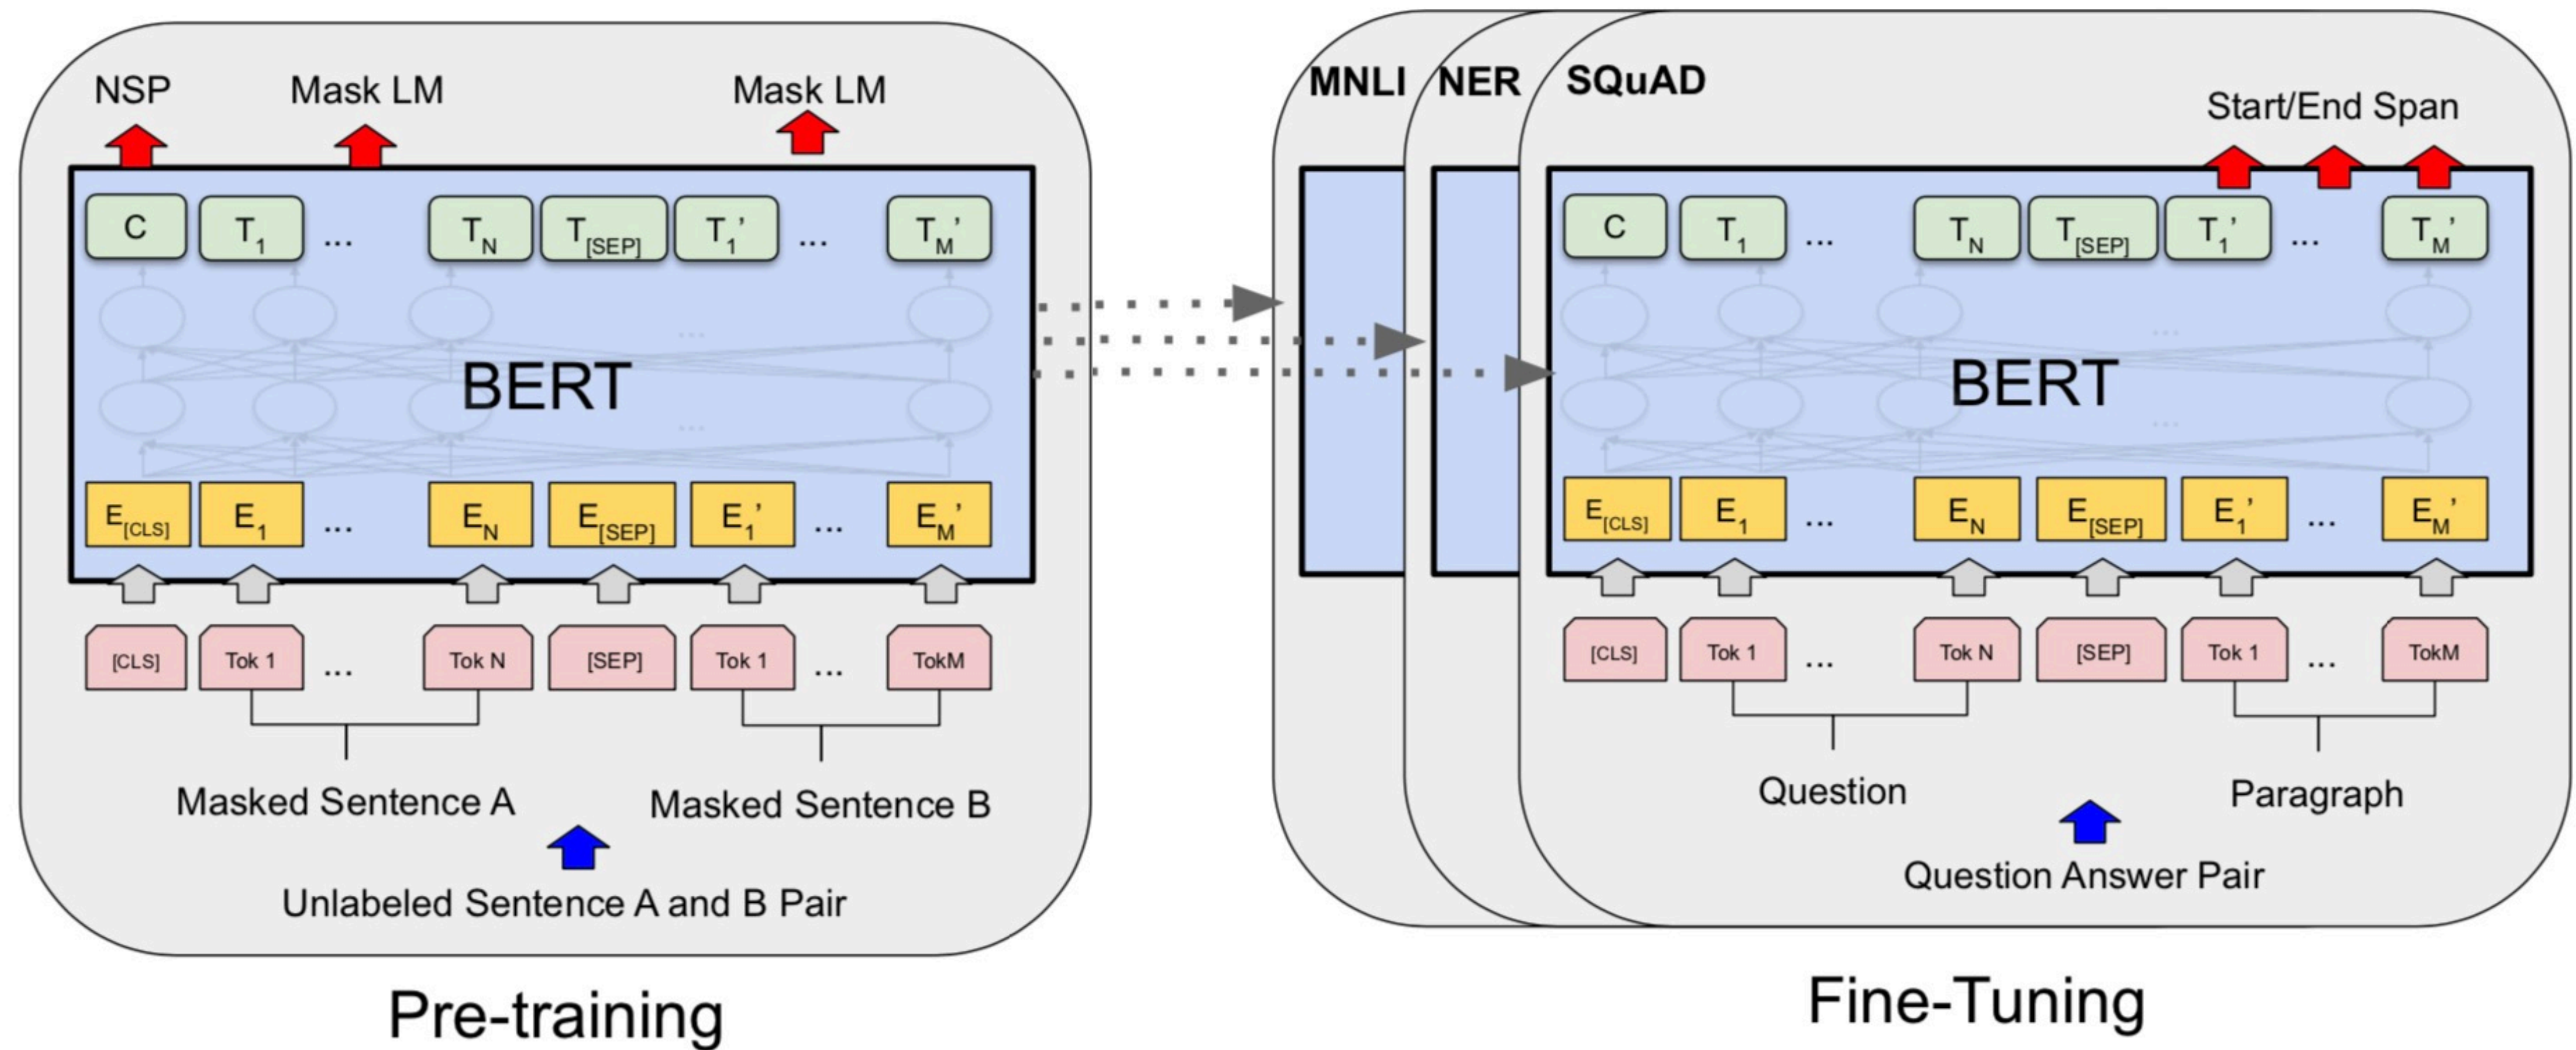 NSP Mask LM Mask LM
C T1 ... TN T[SEP] T1’ ... TM’
BERT
E[CLS] E1 ... EN E[SEP] E1’ ... EM’
[CLS] Tok 1 ... Tok N [SEP] Tok 1 ... TokM
Masked Sentence A Masked Sentence B
Unlabeled Sentence A and B Pair
Pre-training
MNLI NER SQuAD
Start/End Span
C T1 ... TN T[SEP] T1’ ... TM’
BERT
E[CLS] E1 ... EN E[SEP] E1’ ... EM’
[CLS] Tok 1 ... Tok N [SEP] Tok 1 ... TokM
Question Paragraph
Question Answer Pair
Fine-Tuning